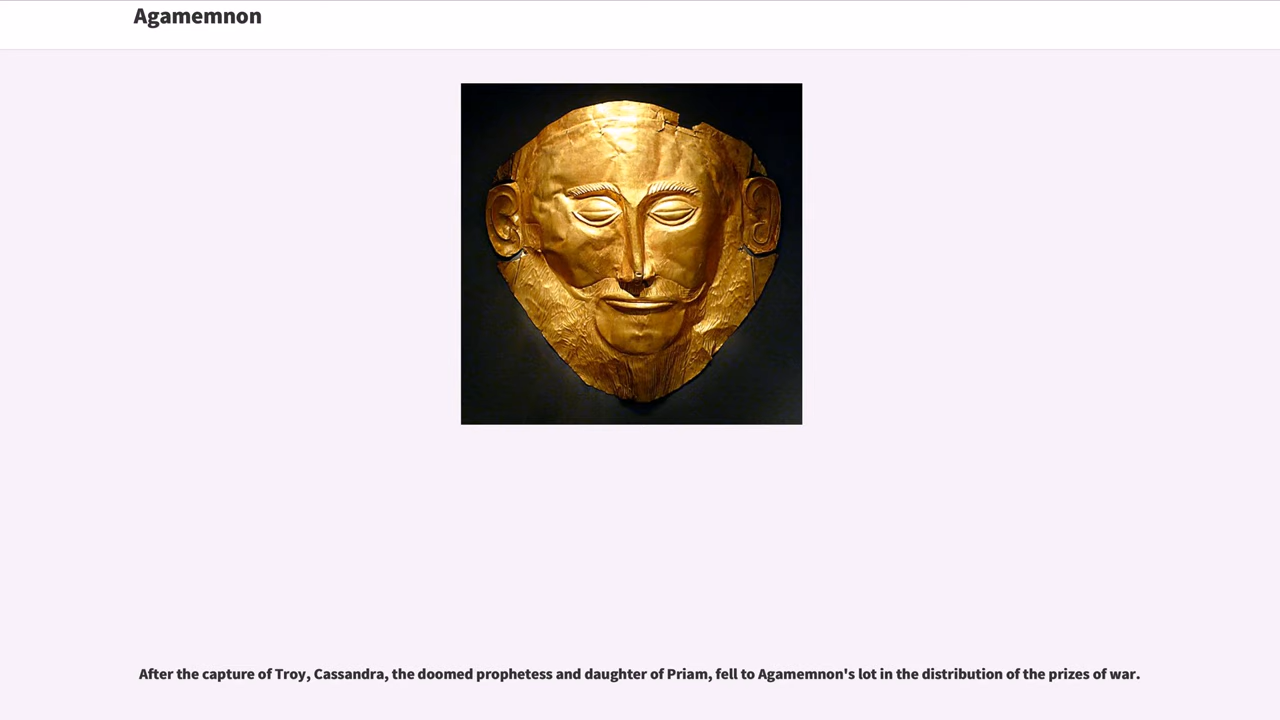 Agamemnon
After the capture of Troy, Cassandra, the doomed prophetess and daughter of Priam, fell to Agamemnon's lot in the distribution of the prizes of war.